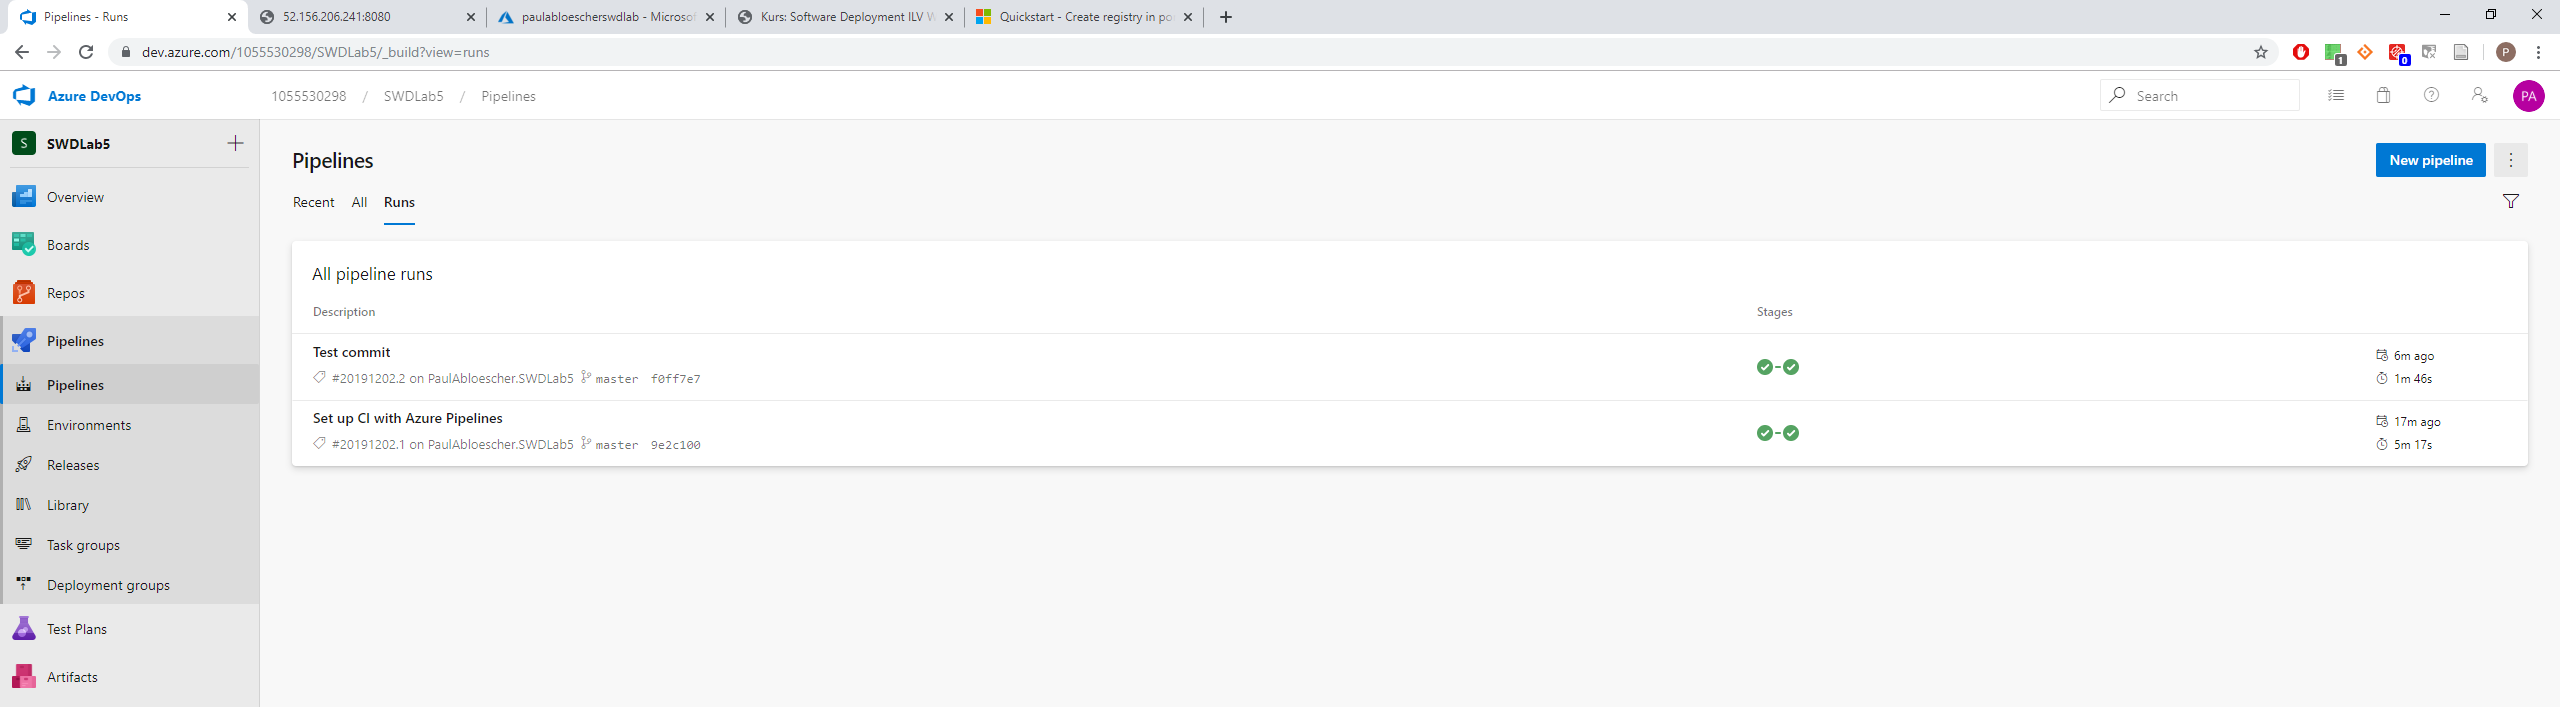 Pipelines - Runs
52.156.206.241:8080
paulabloescherswdlab - Microsof
Kurs: Software Deployment ILV W
Quickstart - Create registry in po
dev.azure.com/1055530298/SWDLab5/_build?view=runs
1
0
P
Azure DevOps
1055530298 / SWDLab5 / Pipelines
Search
PA
S SWDLab5
Overview
Boards
Repos
Pipelines
Pipelines
Environments
Releases
Library
Task groups
Deployment groups
Test Plans
Artifacts
Pipelines
New pipeline
Recent All Runs
All pipeline runs
Description Stages
Test commit
#20191202.2 on PaulAbloescher.SWDLab5 master f0ff7e7
6m ago
1m 46s
Set up CI with Azure Pipelines
#20191202.1 on PaulAbloescher.SWDLab5 master 9e2c100
17m ago
5m 17s